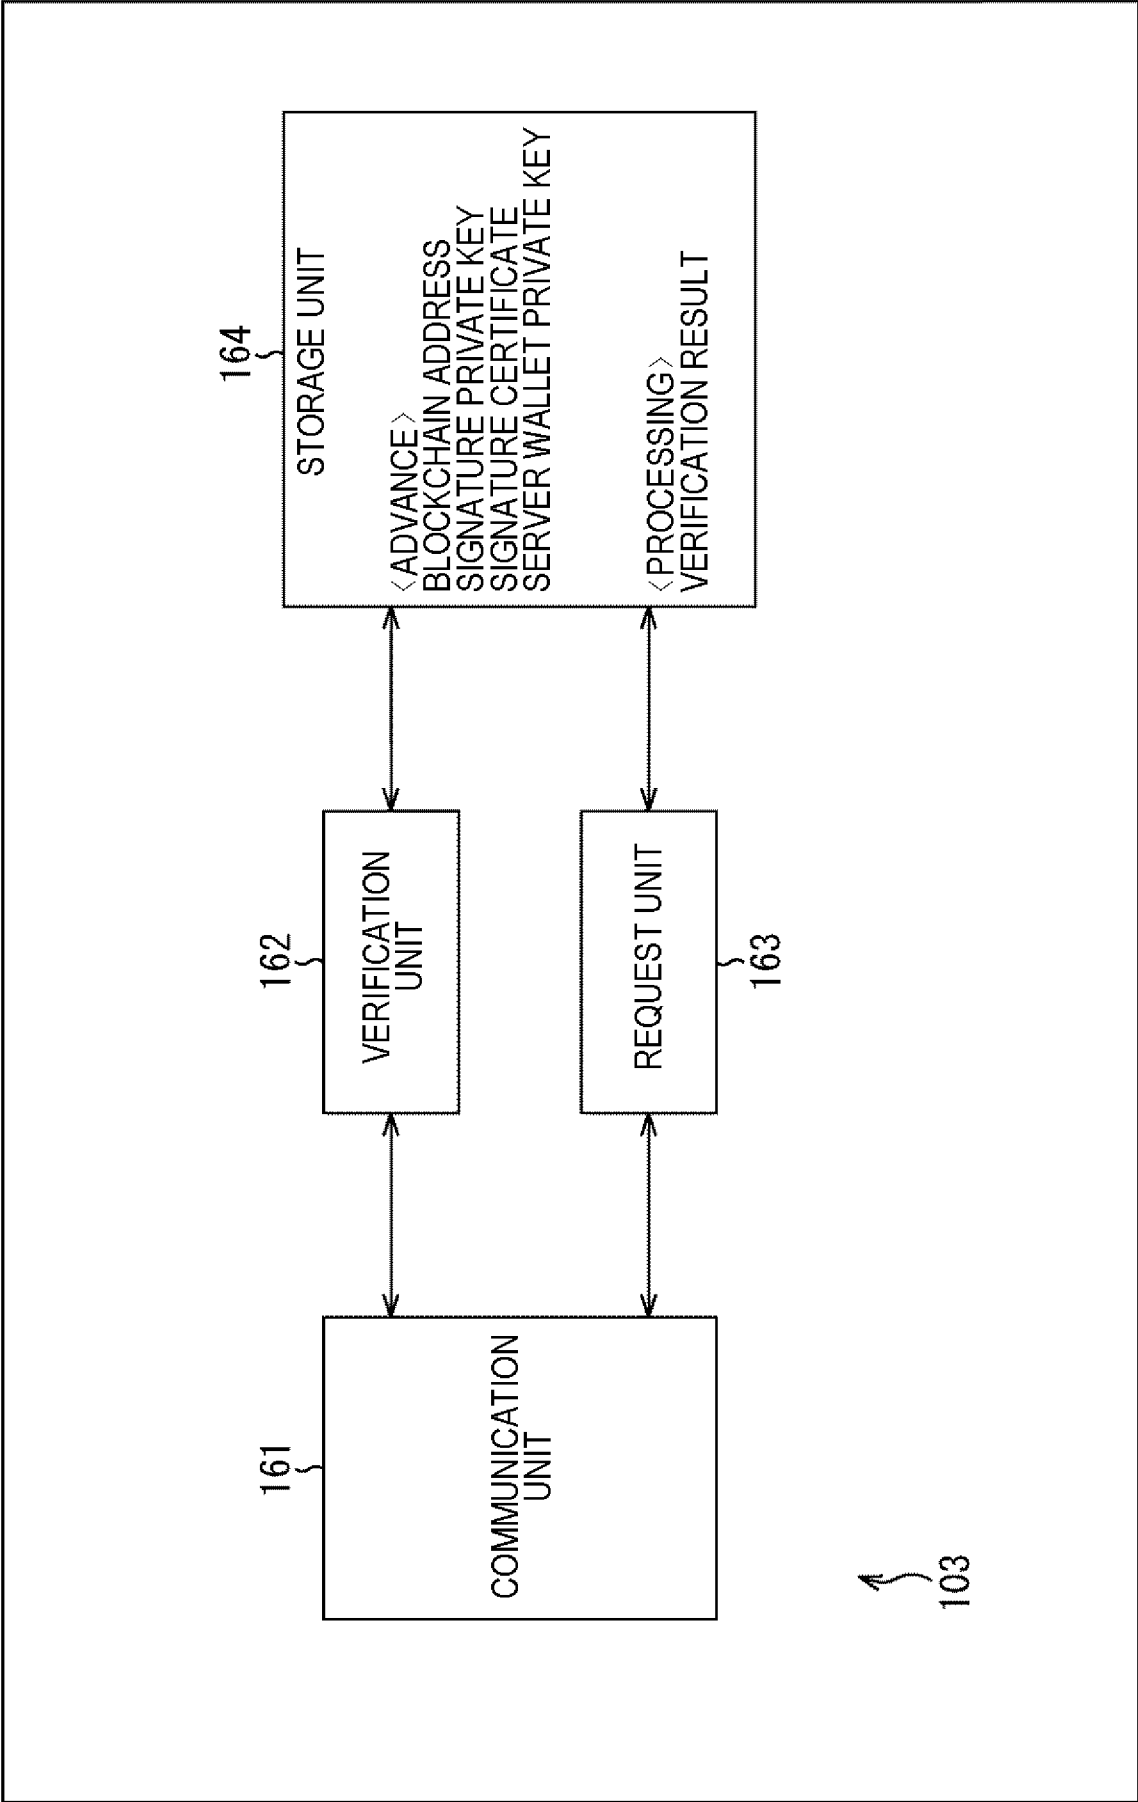 161
COMMUNICATION
UNIT
162
VERIFICATION
UNIT
163
REQUEST UNIT
164
STORAGE UNIT
<ADVANCE>
BLOCKCHAIN ADDRESS
SIGNATURE PRIVATE KEY
SIGNATURE CERTIFICATE
SERVER WALLET PRIVATE KEY
<PROCESSING>
VERIFICATION RESULT
103